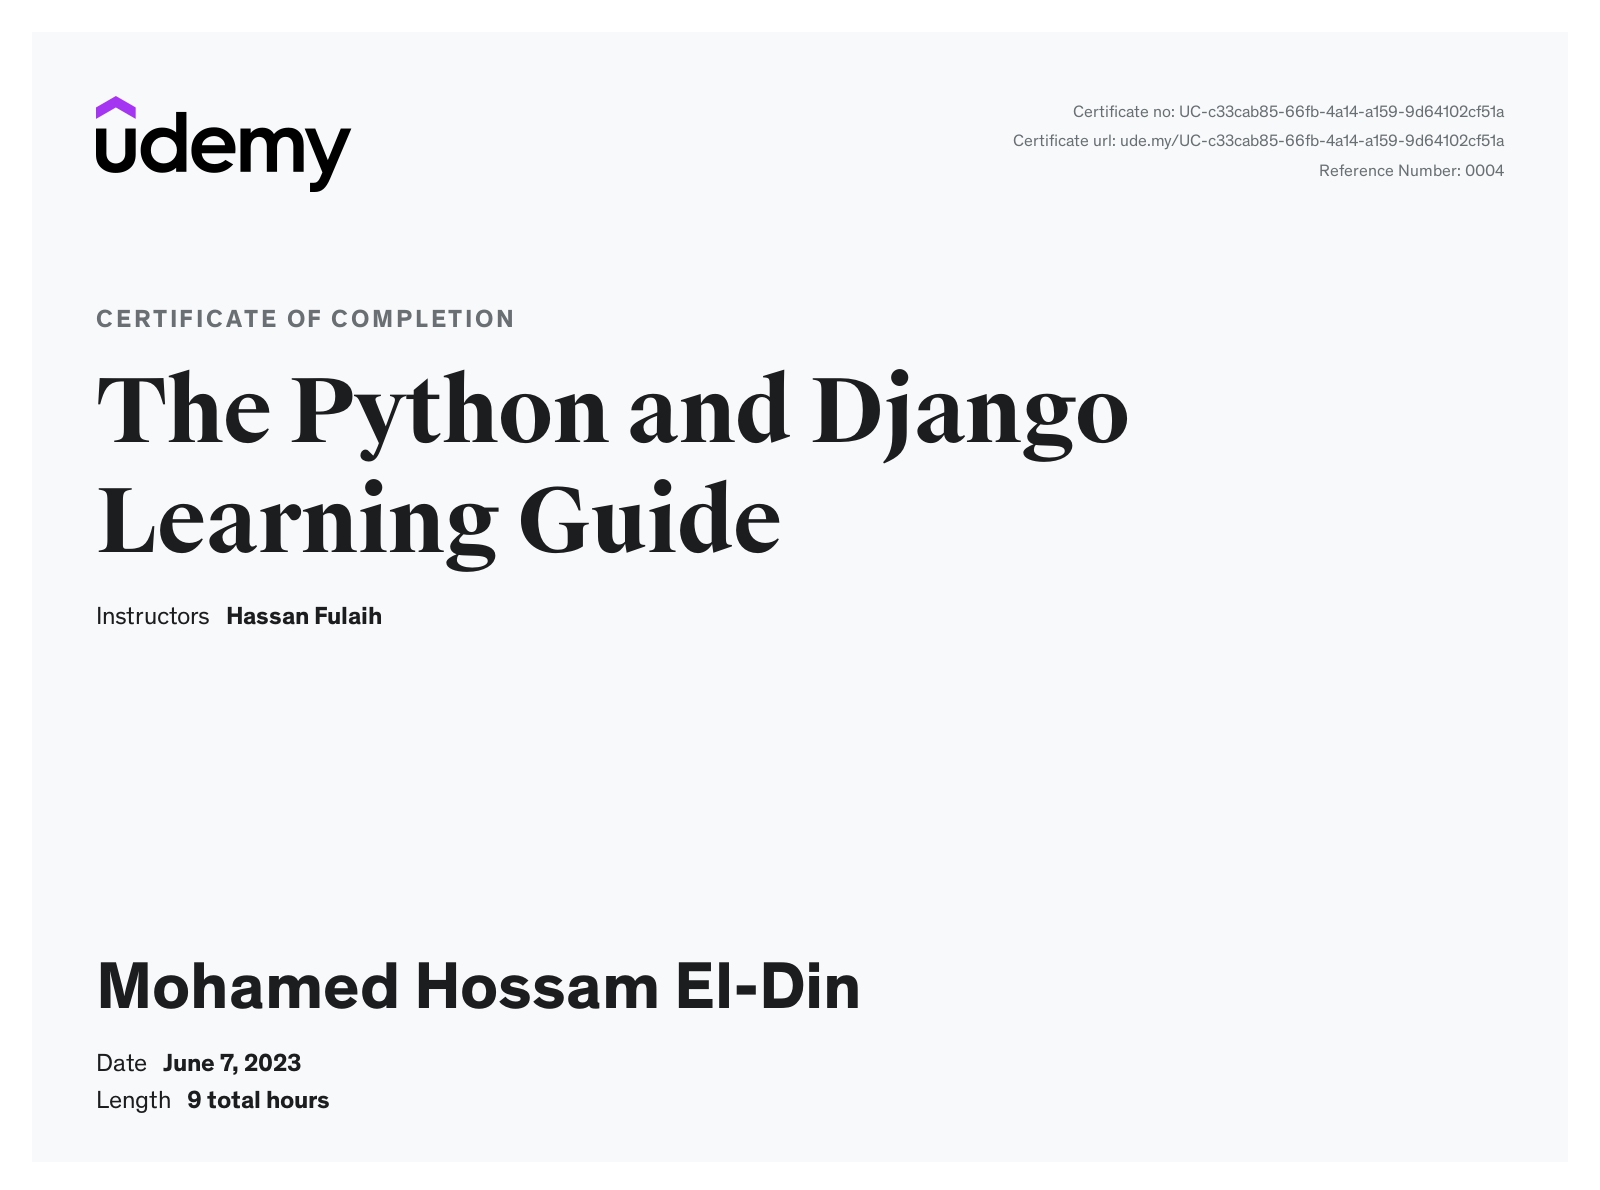 udemy
Certificate no: UC-c33cab85-66fb-4a14-a159-9d64102cf51a
Certificate url: ude.my/UC-c33cab85-66fb-4a14-a159-9d64102cf51a
Reference Number: 0004
CERTIFICATE OF COMPLETION
The Python and Django
Learning Guide
Instructors Hassan Fulaih
Mohamed Hossam El-Din
Date June 7, 2023
Length 9 total hours